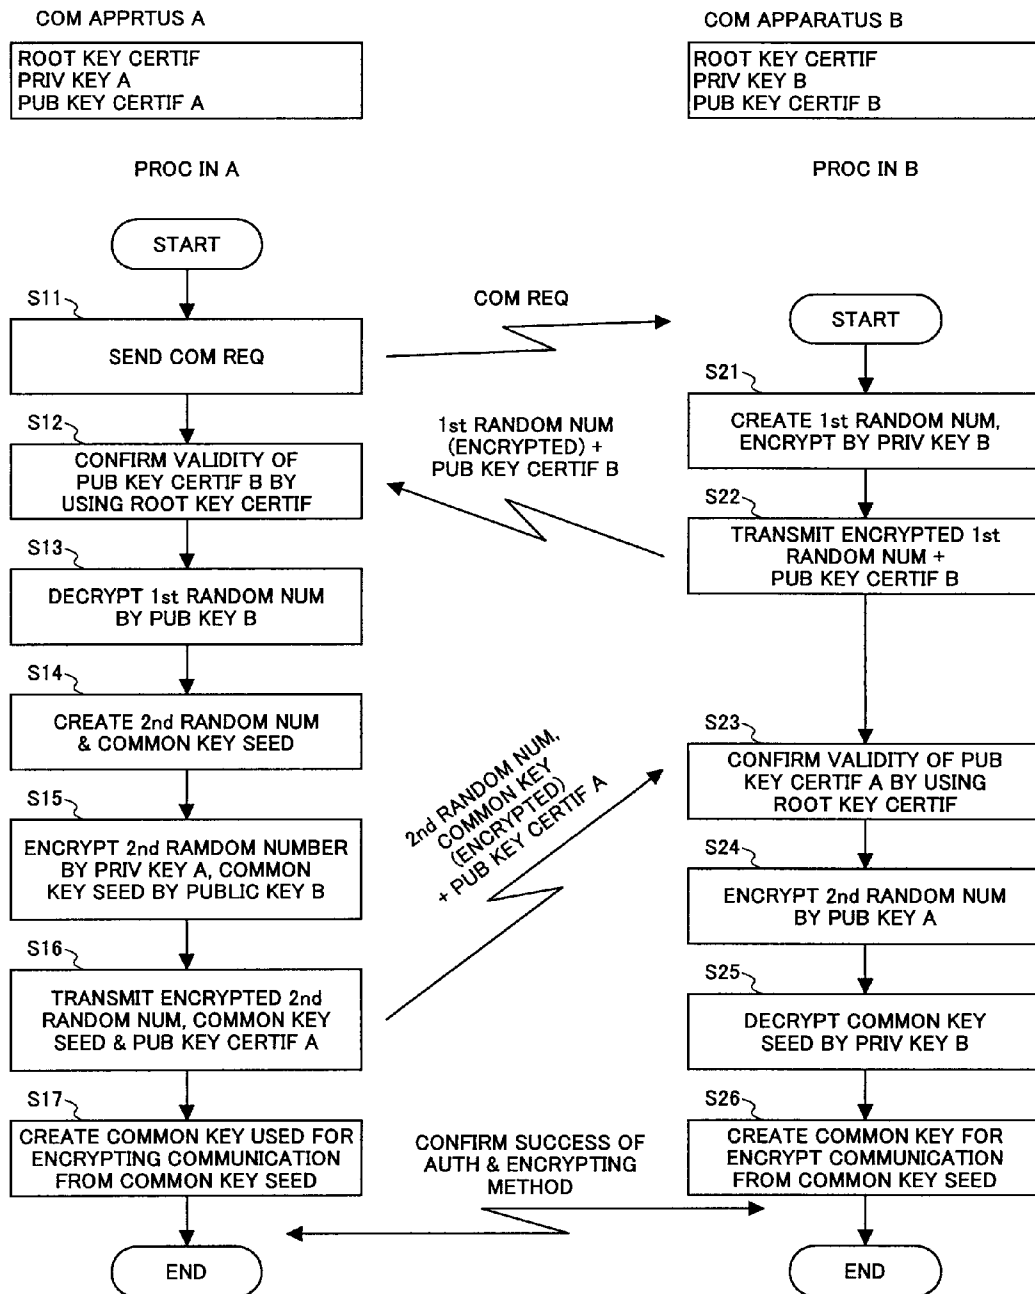 COM APPRTUS A
ROOT KEY CERTIF
PRIV KEY A
PUB KEY CERTIF A
COM APPARATUS B
ROOT KEY CERTIF
PRIV KEY B
PUB KEY CERTIF B
PROC IN A
START
S11
SEND COM REQ
S12
CONFIRM VALIDITY OF
PUB KEY CERTIF B BY
USING ROOT KEY CERTIF
S13
DECRYPT 1st RANDOM NUM
BY PUB KEY B
S14
CREATE 2nd RANDOM NUM
& COMMON KEY SEED
S15
ENCRYPT 2nd RAMDOM NUMBER
BY PRIV KEY A, COMMON
KEY SEED BY PUBLIC KEY B
S16
TRANSMIT ENCRYPTED 2nd
RANDOM NUM, COMMON KEY
SEED & PUB KEY CERTIF A
S17
CREATE COMMON KEY USED FOR
ENCRYPTING COMMUNICATION
FROM COMMON KEY SEED
END
COM REQ
1st RANDOM NUM
(ENCRYPTED) +
PUB KEY CERTIF B
2nd RANDOM NUM,
COMMON KEY
(ENCRYPTED)
+ PUB KEY CERTIF A
CONFIRM SUCCESS OF
AUTH & ENCRYPTING
METHOD
PROC IN B
START
S21
CREATE 1st RANDOM NUM,
ENCRYPT BY PRIV KEY B
S22
TRANSMIT ENCRYPTED 1st
RANDOM NUM +
PUB KEY CERTIF B
S23
CONFIRM VALIDITY OF PUB
KEY CERTIF A BY USING
ROOT KEY CERTIF
S24
ENCRYPT 2nd RANDOM NUM
BY PUB KEY A
S25
DECRYPT COMMON KEY
SEED BY PRIV KEY B
S26
CREATE COMMON KEY FOR
ENCRYPT COMMUNICATION
FROM COMMON KEY SEED
END